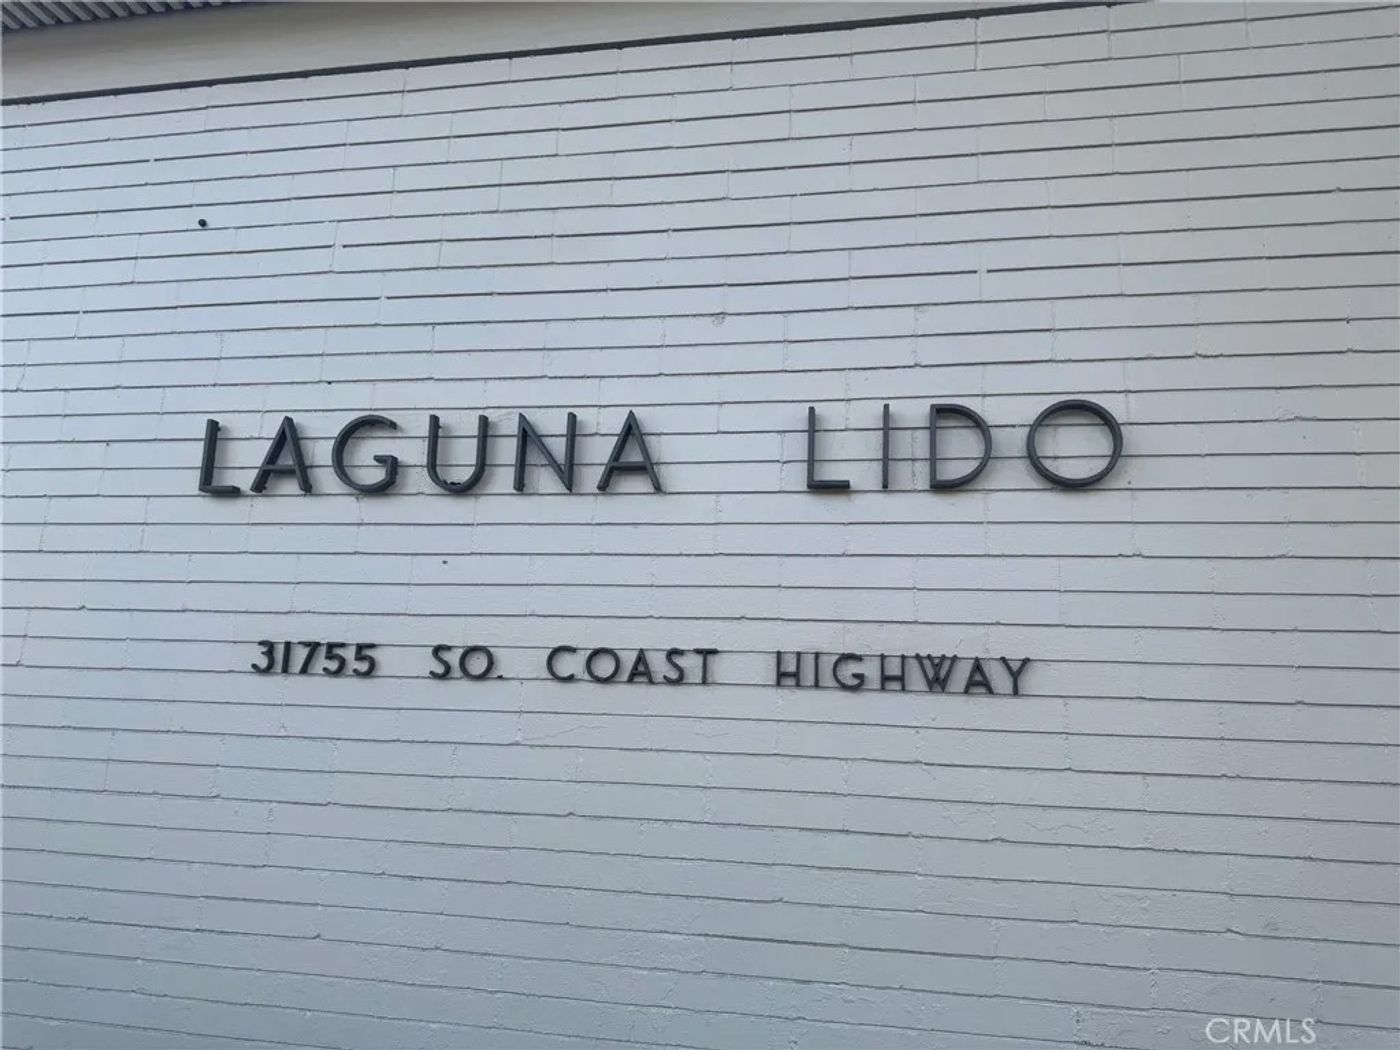 LAGUNA LIDO
31755 SO. COAST HIGHWAY
CRMLS